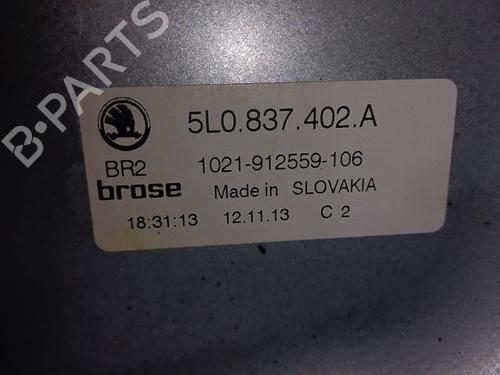 B-PARTS
5L0.837.402.A
BR2
1021-912559-106
brose
Made in SLOVAKIA
18:31:13 12.11.13 C 2